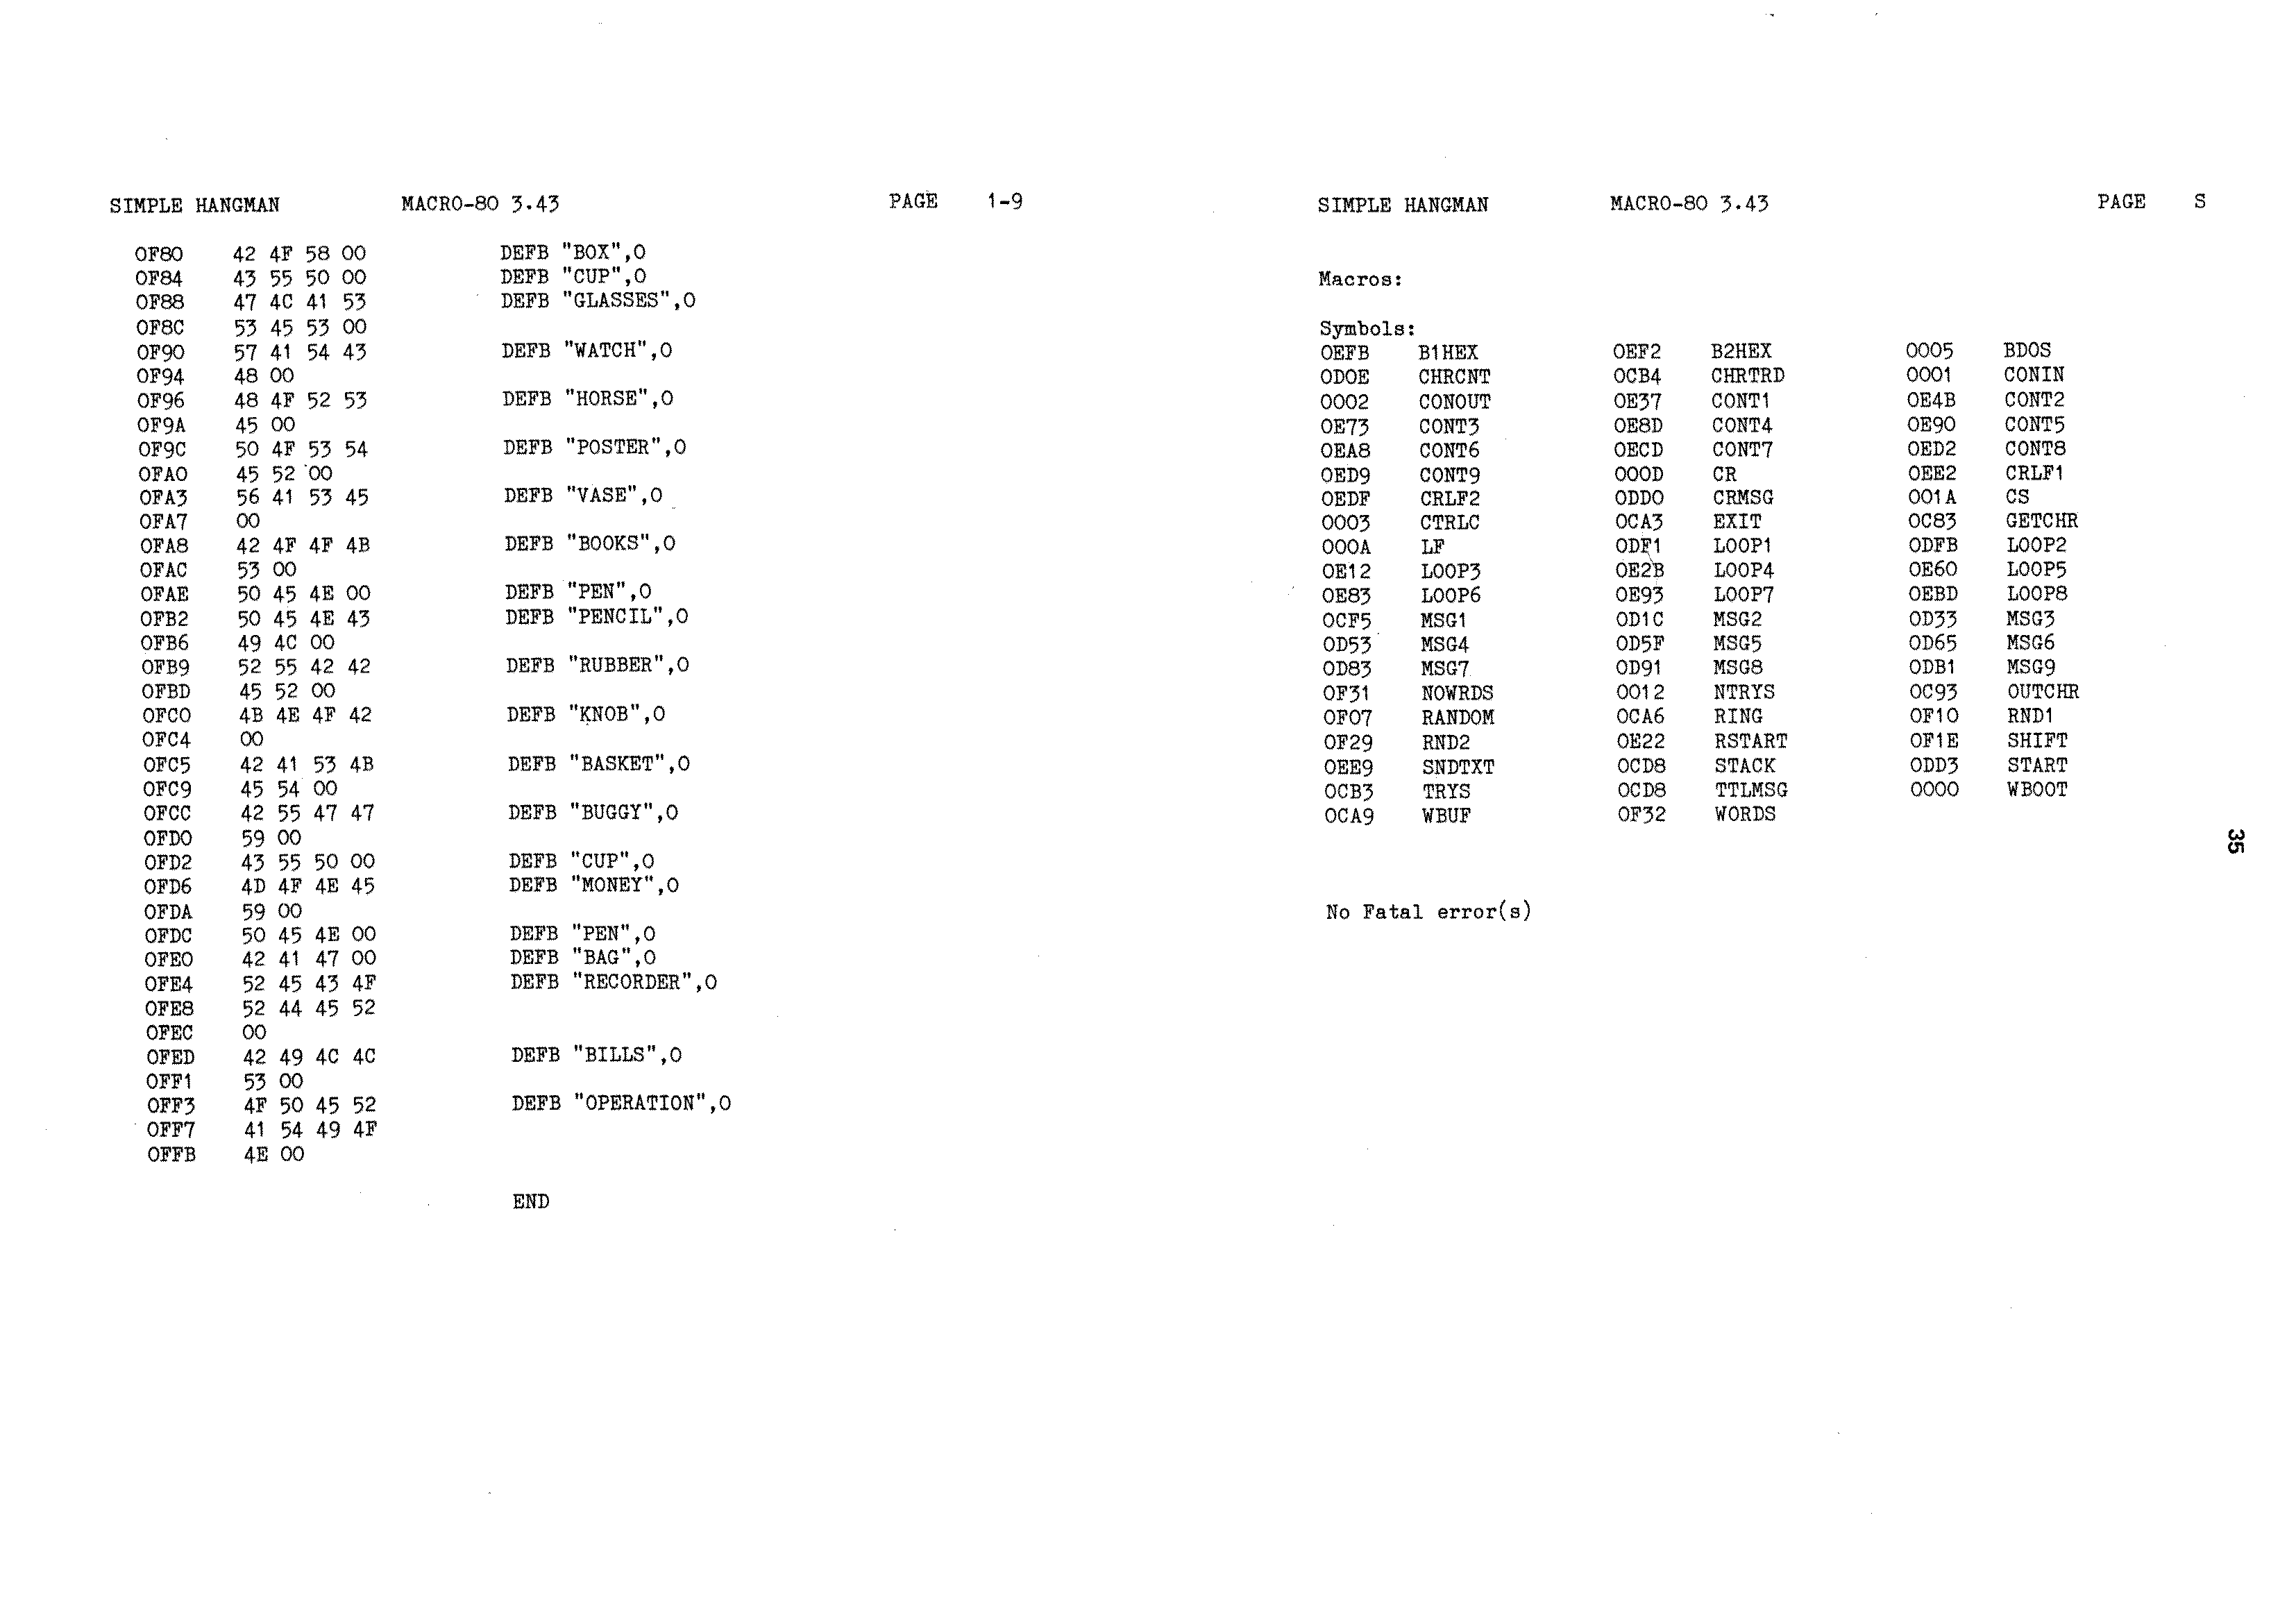 SIMPLE HANGMAN MACRO-80 3.43 PAGE 1-9
0F80 42 4F 58 00 DEFB "BOX",0
0F84 43 55 50 00 DEFB "CUP",0
0F88 47 4C 41 53 DEFB "GLASSES",0
0F8C 53 45 53 00
0F90 57 41 54 43 DEFB "WATCH",0
0F94 48 00
0F96 48 4F 52 53 DEFB "HORSE",0
0F9A 45 00
0F9C 50 4F 53 54 DEFB "POSTER",0
0FA0 45 52 00
0FA3 56 41 53 45 DEFB "VASE",0
0FA7 00
0FA8 42 4F 4F 4B DEFB "BOOKS",0
0FAC 53 00
0FAE 50 45 4E 00 DEFB "PEN",0
0FB2 50 45 4E 43 DEFB "PENCIL",0
0FB6 49 4C 00
0FB9 52 55 42 42 DEFB "RUBBER",0
0FBD 45 52 00
0FC0 4B 4E 4F 42 DEFB "KNOB",0
0FC4 00
0FC5 42 41 53 4B DEFB "BASKET",0
0FC9 45 54 00
0FCC 42 55 47 47 DEFB "BUGGY",0
0FD0 59 00
0FD2 43 55 50 00 DEFB "CUP",0
0FD6 4D 4F 4E 45 DEFB "MONEY",0
0FDA 59 00
0FDC 50 45 4E 00 DEFB "PEN",0
0FE0 42 41 47 00 DEFB "BAG",0
0FE4 52 45 43 4F DEFB "RECORDER",0
0FE8 52 44 45 52
0FEC 00
0FED 42 49 4C 4C DEFB "BILLS",0
0FF1 53 00
0FF3 4F 50 45 52 DEFB "OPERATION",0
0FF7 41 54 49 4F
0FFB 4E 00
END
SIMPLE HANGMAN MACRO-80 3.43 PAGE S
Macros:
Symbols:
0EFB B1HEX 0EF2 B2HEX 0005 BDOS
0D0E CHRCNT 0CB4 CHRTRD 0001 CONIN
0002 CONOUT 0E37 CONT1 0E4B CONT2
0E73 CONT3 0E8D CONT4 0E90 CONT5
0EA8 CONT6 0ECD CONT7 0ED2 CONT8
0ED9 CONT9 000D CR 0EE2 CRLF1
0EDF CRLF2 0DD0 CRMSG 001A CS
0003 CTRLC 0CA3 EXIT 0C83 GETCHR
000A LF 0DF1 LOOP1 0DFB LOOP2
0E12 LOOP3 0E2B LOOP4 0E60 LOOP5
0E83 LOOP6 0E93 LOOP7 0EBD LOOP8
0CF5 MSG1 0D1C MSG2 0D33 MSG3
0D53 MSG4 0D5F MSG5 0D65 MSG6
0D83 MSG7 0D91 MSG8 0DB1 MSG9
0F31 NOWRDS 0012 NTRYS 0C93 OUTCHR
0F07 RANDOM 0CA6 RING 0F10 RND1
0F29 RND2 0E22 RSTART 0F1E SHIFT
0EE9 SNDTXT 0CD8 STACK 0DD3 START
0CB3 TRYS 0CD8 TTLMSG 0000 WBOOT
0CA9 WBUF 0F32 WORDS
No Fatal error(s)
35